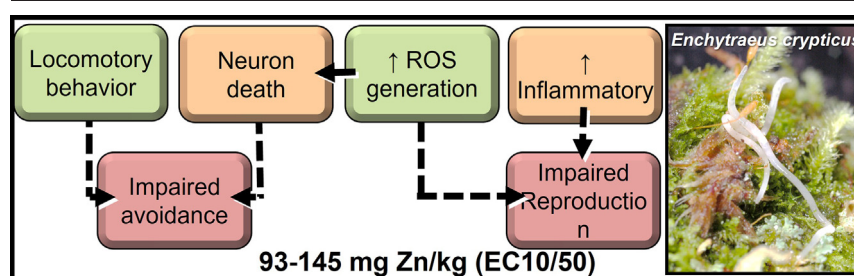 Locomotory
behavior
Neuron
death
↑ ROS
generation
↑
Inflammatory
Enchytraeus crypticus
Impaired
avoidance
Impaired
Reproductio
n
93-145 mg Zn/kg (EC10/50)